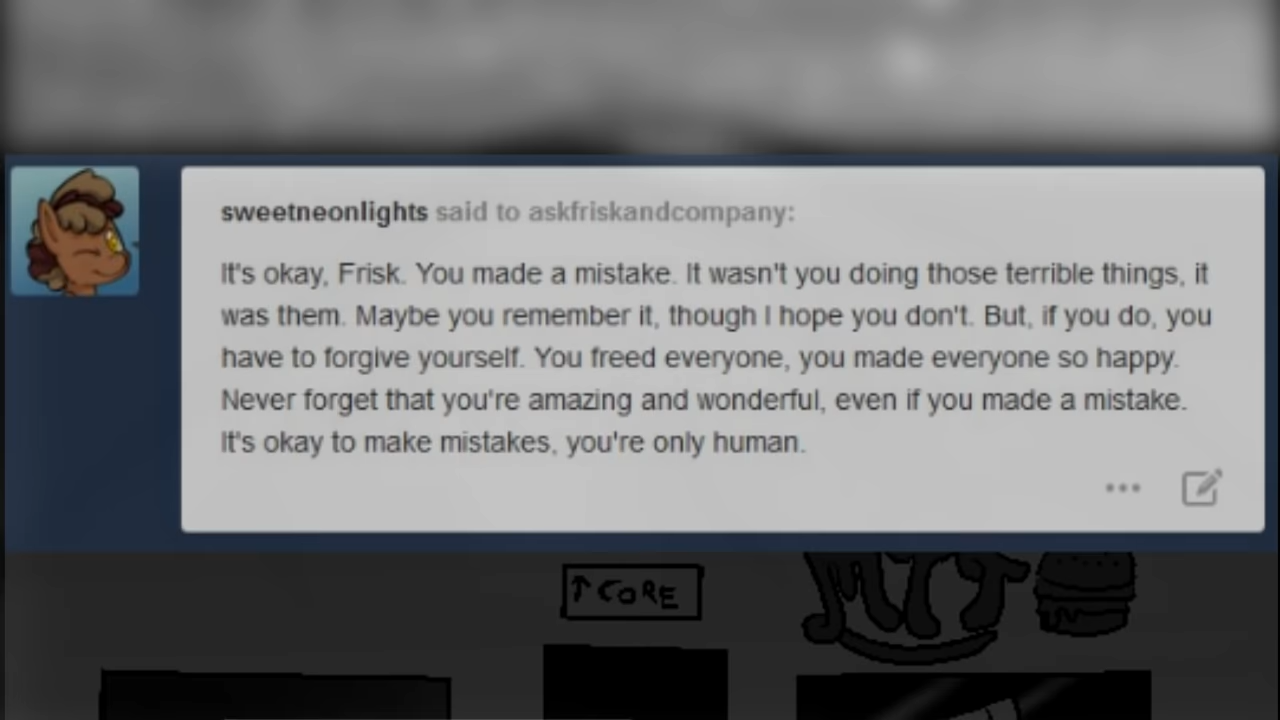 sweetneonlights said to askfriskandcompany:
It's okay, Frisk. You made a mistake. It wasn't you doing those terrible things, it
was them. Maybe you remember it, though I hope you don't. But, if you do, you
have to forgive yourself. You freed everyone, you made everyone so happy.
Never forget that you're amazing and wonderful, even if you made a mistake.
It's okay to make mistakes, you're only human.
↑ CORE
MTT